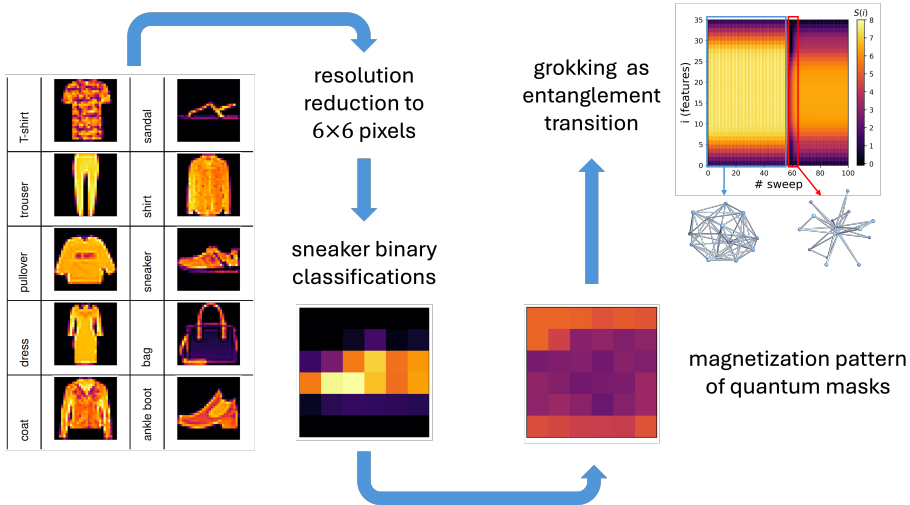 T-shirt
sandal
trouser
shirt
pullover
sneaker
dress
bag
coat
ankle boot
resolution
reduction to
6×6 pixels
sneaker binary
classifications
magnetization pattern
of quantum masks
grokking as
entanglement
transition
S(i)
i (features)
35
30
25
20
15
10
5
0
0 20 40 60 80 100
# sweep
8
7
6
5
4
3
2
1
0